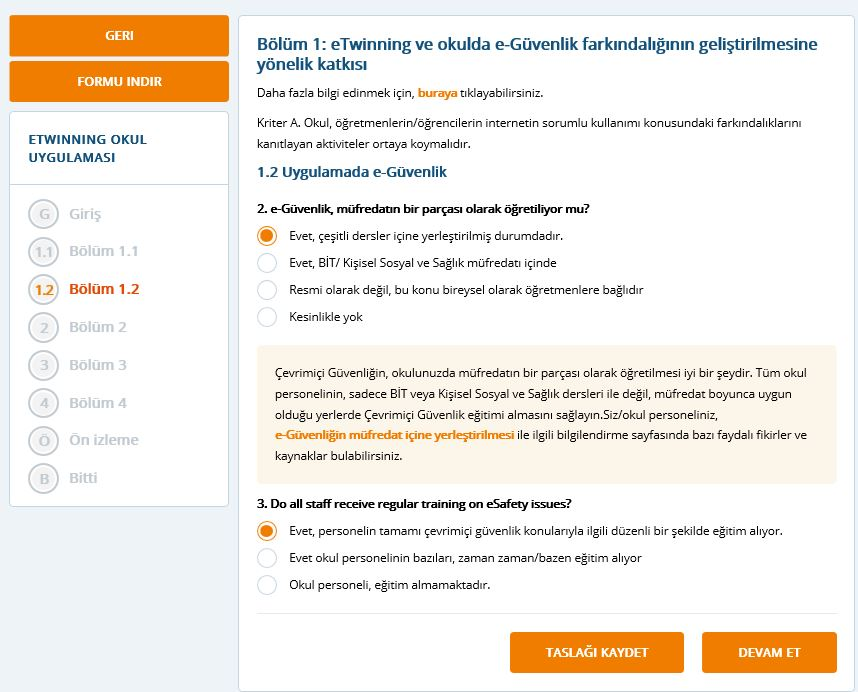 GERI
FORMU INDIR
ETWINNING OKUL
UYGULAMASI
G Giriş
1.1 Bölüm 1.1
1.2 Bölüm 1.2
2 Bölüm 2
3 Bölüm 3
4 Bölüm 4
Ö Ön izleme
B Bitti
Bölüm 1: eTwinning ve okulda e-Güvenlik farkındalığının geliştirilmesine
yönelik katkısı
Daha fazla bilgi edinmek için, buraya tıklayabilirsiniz.
Kriter A. Okul, öğretmenlerin/öğrencilerin internetin sorumlu kullanımı konusundaki farkındalıklarını
kanıtlayan aktiviteler ortaya koymalıdır.
1.2 Uygulamada e-Güvenlik
2. e-Güvenlik, müfredatın bir parçası olarak öğretiliyor mu?
Evet, çeşitli dersler içine yerleştirilmiş durumdadır.
Evet, BİT/ Kişisel Sosyal ve Sağlık müfredatı içinde
Resmi olarak değil, bu konu bireysel olarak öğretmenlere bağlıdır
Kesinlikle yok
Çevrimiçi Güvenliğin, okulunuzda müfredatın bir parçası olarak öğretilmesi iyi bir şeydir. Tüm okul
personelinin, sadece BİT veya Kişisel Sosyal ve Sağlık dersleri ile değil, müfredat boyunca uygun
olduğu yerlerde Çevrimiçi Güvenlik eğitimi almasını sağlayın.Siz/okul personeliniz,
e-Güvenliğin müfredat içine yerleştirilmesi ile ilgili bilgilendirme sayfasında bazı faydalı fikirler ve
kaynaklar bulabilirsiniz.
3. Do all staff receive regular training on eSafety issues?
Evet, personelin tamamı çevrimiçi güvenlik konularıyla ilgili düzenli bir şekilde eğitim alıyor.
Evet okul personelinin bazıları, zaman zaman/bazen eğitim alıyor
Okul personeli, eğitim almamaktadır.
TASLAĞI KAYDET
DEVAM ET